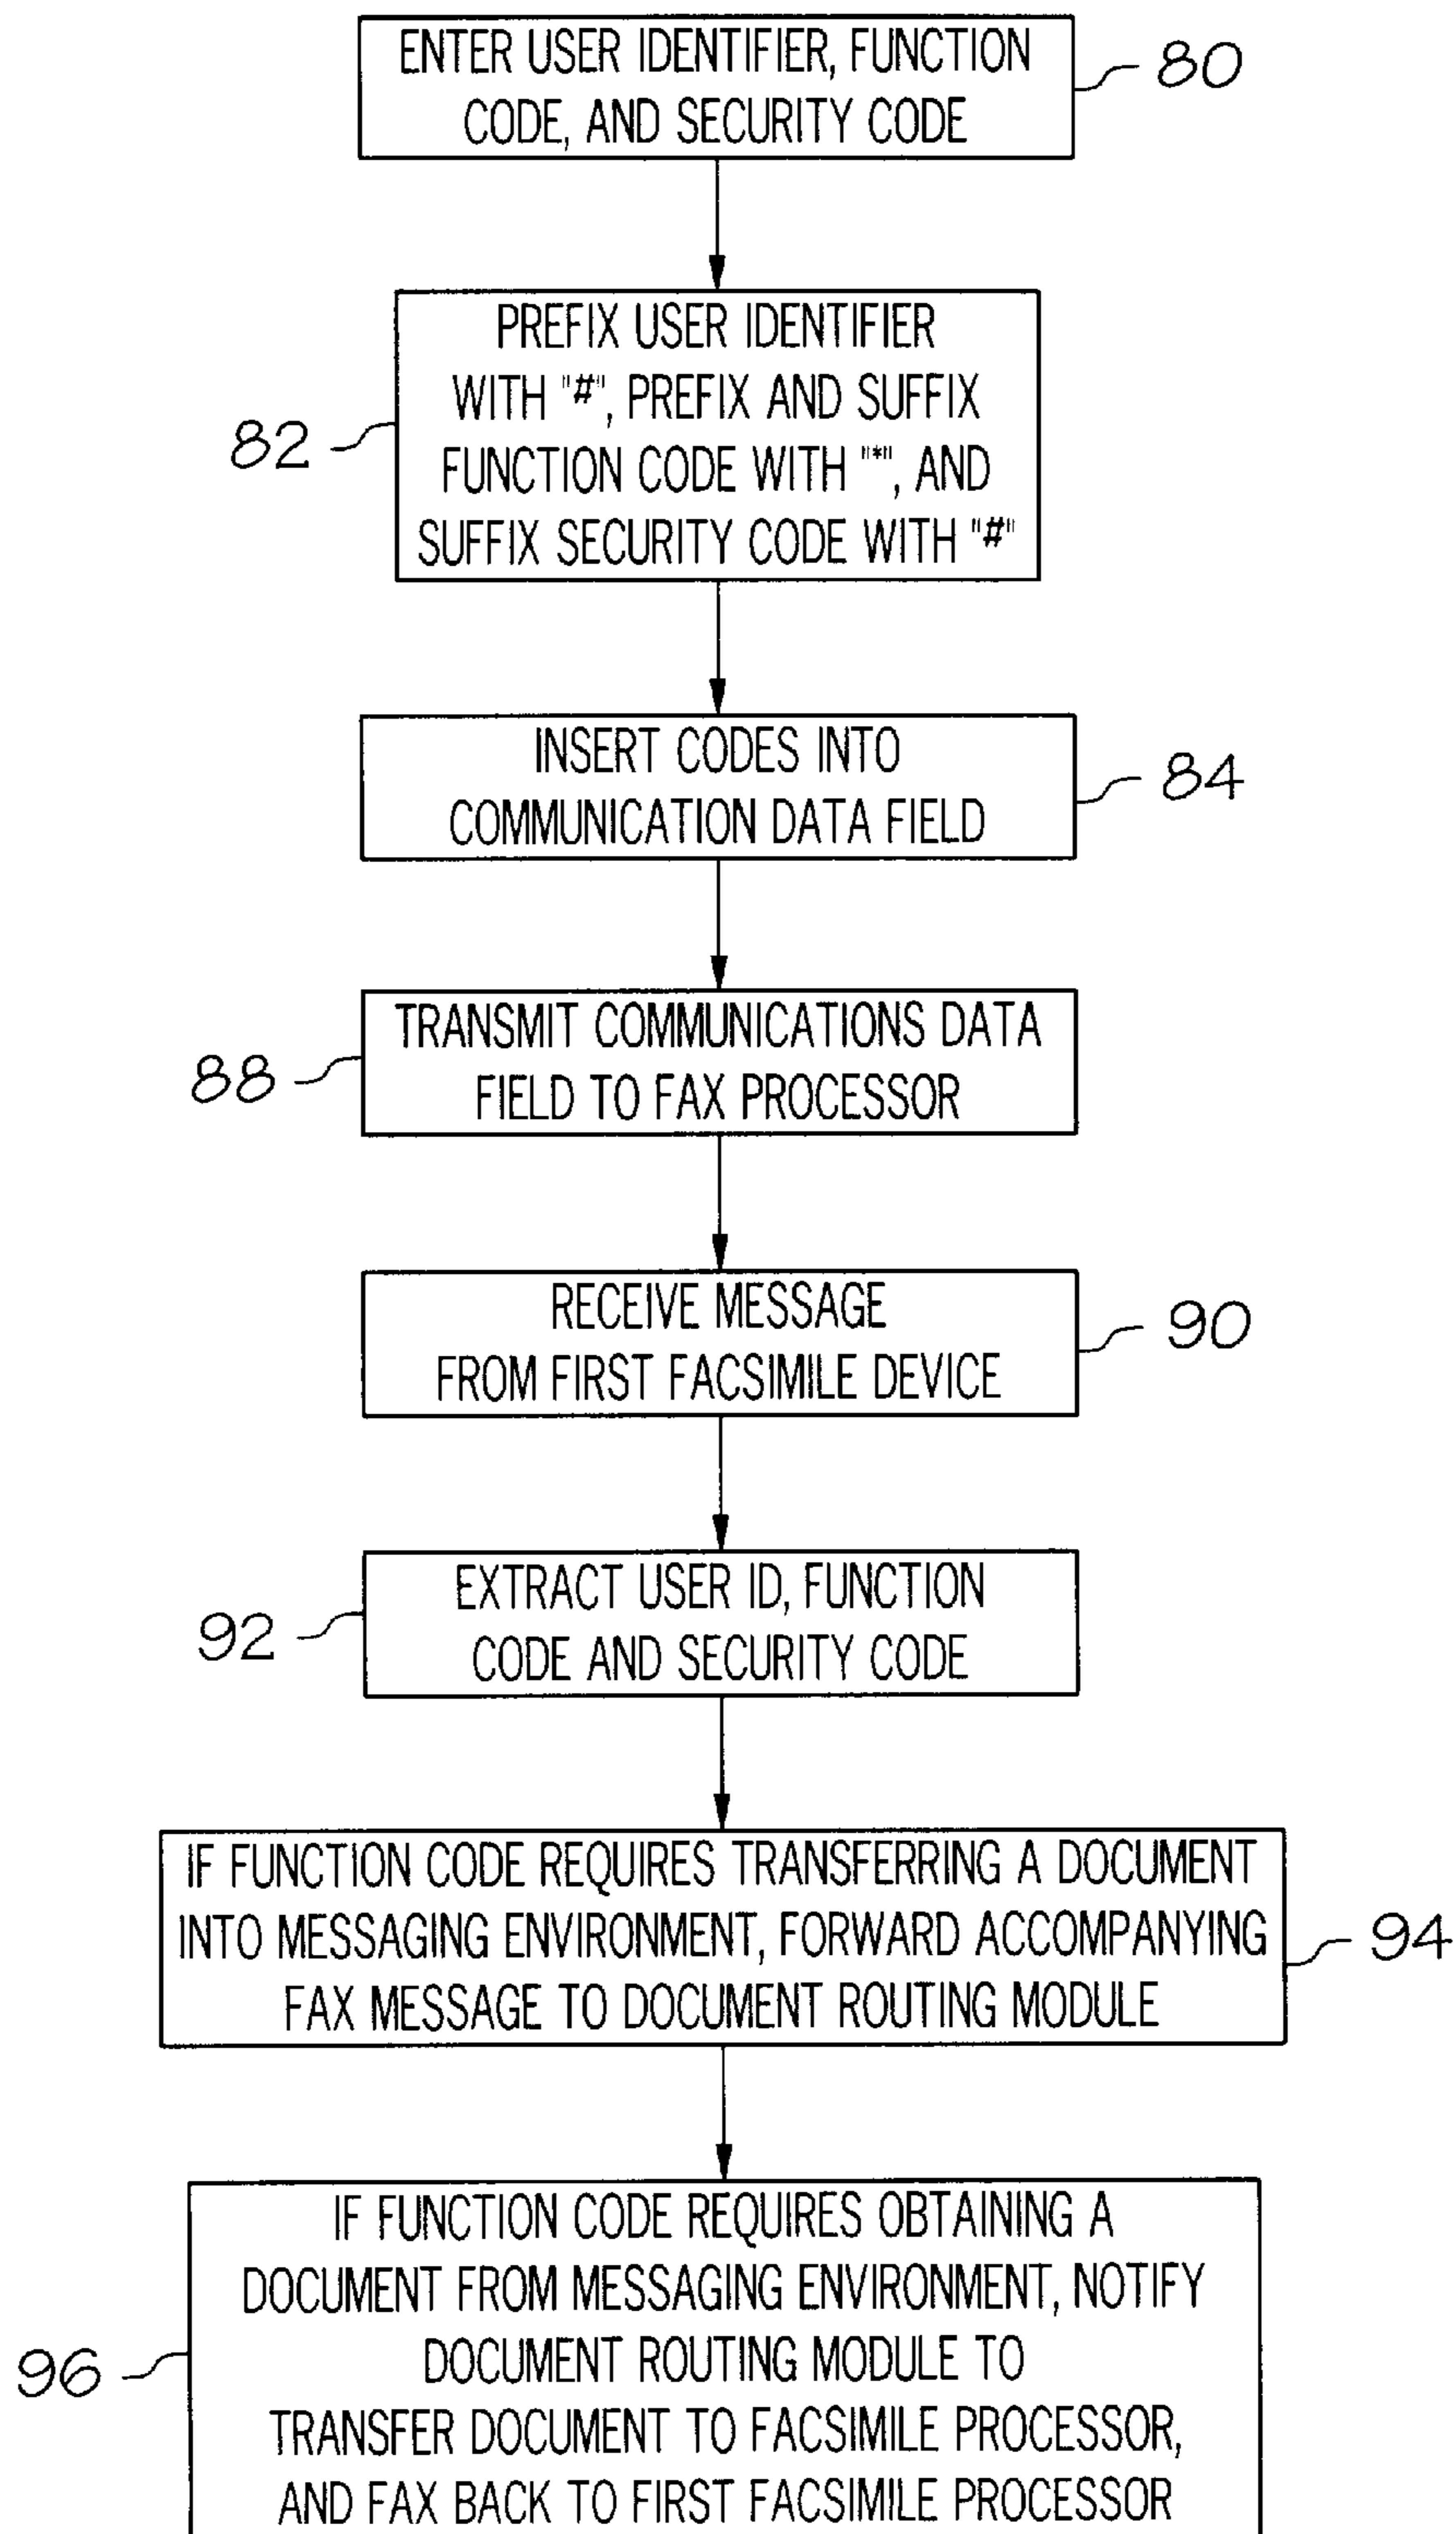 ENTER USER IDENTIFIER, FUNCTION
CODE, AND SECURITY CODE
80
PREFIX USER IDENTIFIER
WITH "#", PREFIX AND SUFFIX
FUNCTION CODE WITH "*", AND
SUFFIX SECURITY CODE WITH "#"
82
INSERT CODES INTO
COMMUNICATION DATA FIELD
84
TRANSMIT COMMUNICATIONS DATA
FIELD TO FAX PROCESSOR
88
RECEIVE MESSAGE
FROM FIRST FACSIMILE DEVICE
90
EXTRACT USER ID, FUNCTION
CODE AND SECURITY CODE
92
IF FUNCTION CODE REQUIRES TRANSFERRING A DOCUMENT
INTO MESSAGING ENVIRONMENT, FORWARD ACCOMPANYING
FAX MESSAGE TO DOCUMENT ROUTING MODULE
94
IF FUNCTION CODE REQUIRES OBTAINING A
DOCUMENT FROM MESSAGING ENVIRONMENT, NOTIFY
DOCUMENT ROUTING MODULE TO
TRANSFER DOCUMENT TO FACSIMILE PROCESSOR,
AND FAX BACK TO FIRST FACSIMILE PROCESSOR
96